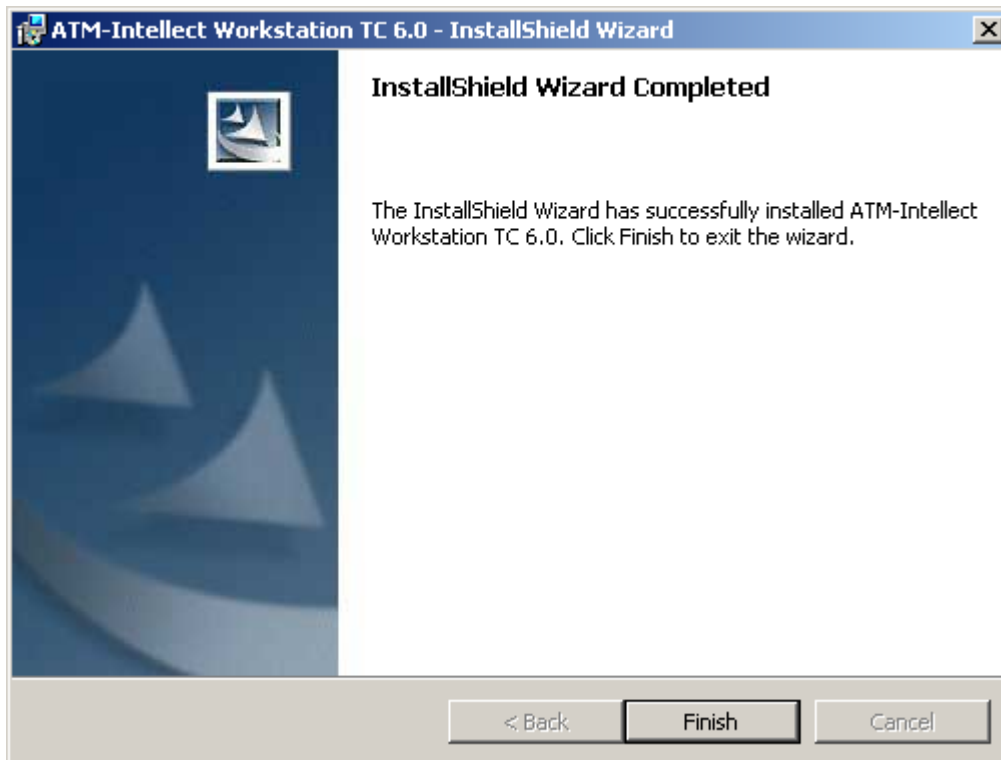 ATM-Intellect Workstation TC 6.0 - InstallShield Wizard
InstallShield Wizard Completed
The InstallShield Wizard has successfully installed ATM-Intellect
Workstation TC 6.0. Click Finish to exit the wizard.
< Back
Finish
Cancel